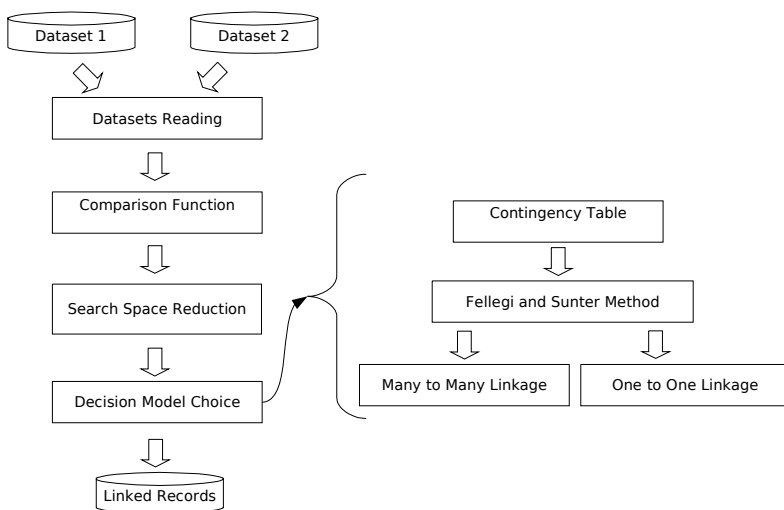 Dataset 1
Dataset 2
Datasets Reading
Comparison Function
Search Space Reduction
Decision Model Choice
Linked Records
Contingency Table
Fellegi and Sunter Method
Many to Many Linkage
One to One Linkage